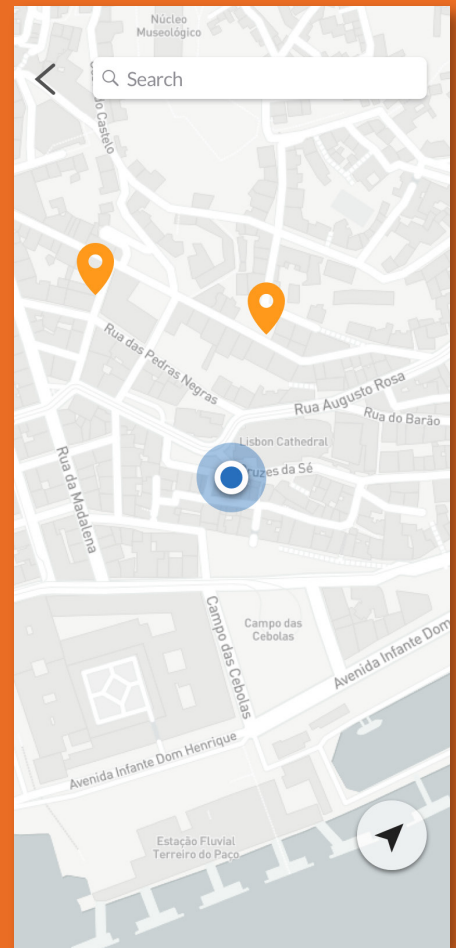 Núcleo
Museológico
Search
do Castelo
Rua das Pedras Negras
Rua Augusto Rosa
Rua do Barão
Lisbon Cathedral
ruzes da Sé
Rua da Madalena
Campo das Cebolas
Campo das
Cebolas
Avenida Infante Dom
Avenida Infante Dom Henrique
Estação Fluvial
Terreiro do Paço